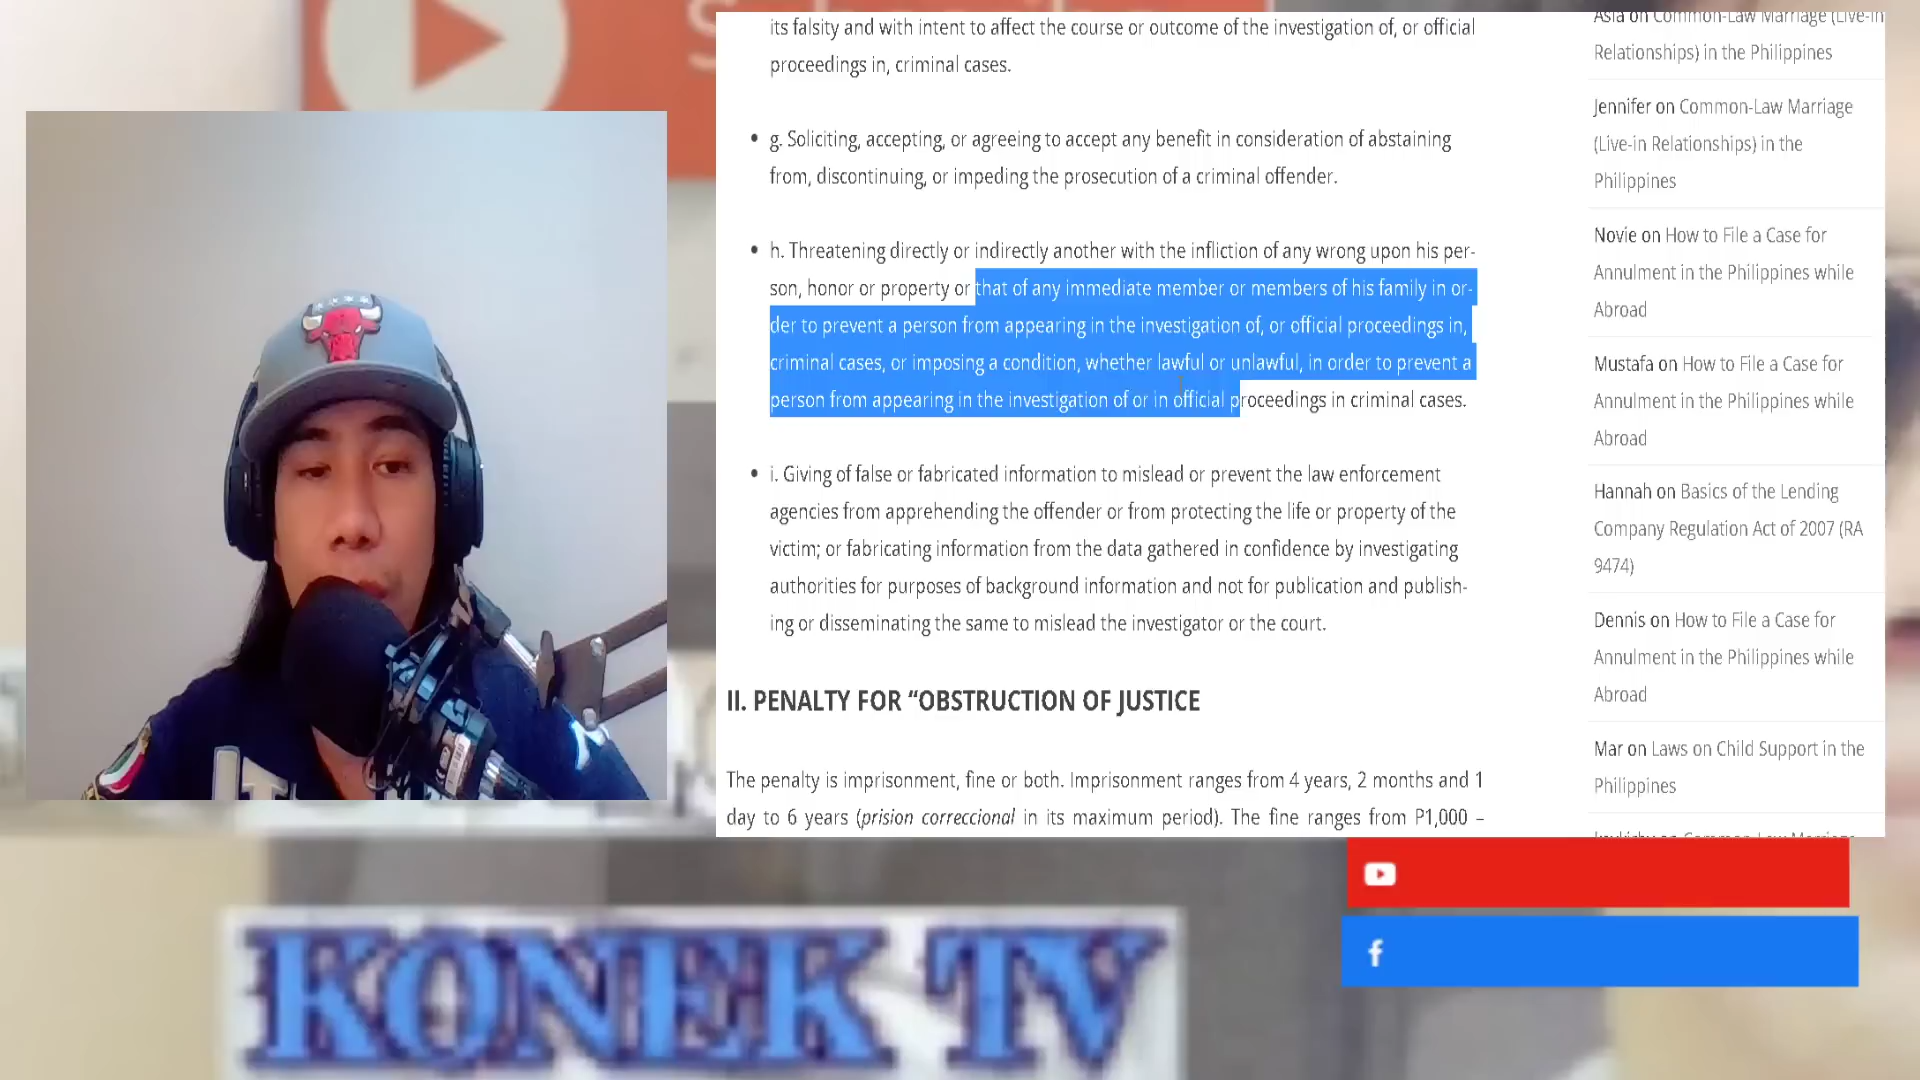 its falsity and with intent to affect the course or outcome of the investigation of, or official
proceedings in, criminal cases.
• g. Soliciting, accepting, or agreeing to accept any benefit in consideration of abstaining
from, discontinuing, or impeding the prosecution of a criminal offender.
• h. Threatening directly or indirectly another with the infliction of any wrong upon his per-
son, honor or property or that of any immediate member or members of his family in or-
der to prevent a person from appearing in the investigation of, or official proceedings in,
criminal cases, or imposing a condition, whether lawful or unlawful, in order to prevent a
person from appearing in the investigation of or in official proceedings in criminal cases.
• i. Giving of false or fabricated information to mislead or prevent the law enforcement
agencies from apprehending the offender or from protecting the life or property of the
victim; or fabricating information from the data gathered in confidence by investigating
authorities for purposes of background information and not for publication and publish-
ing or disseminating the same to mislead the investigator or the court.
II. PENALTY FOR “OBSTRUCTION OF JUSTICE
The penalty is imprisonment, fine or both. Imprisonment ranges from 4 years, 2 months and 1
day to 6 years (prision correccional in its maximum period). The fine ranges from P1,000 –
Asia on Common-Law Marriage (Live-in
Relationships) in the Philippines
Jennifer on Common-Law Marriage
(Live-in Relationships) in the
Philippines
Novie on How to File a Case for
Annulment in the Philippines while
Abroad
Mustafa on How to File a Case for
Annulment in the Philippines while
Abroad
Hannah on Basics of the Lending
Company Regulation Act of 2007 (RA
9474)
Dennis on How to File a Case for
Annulment in the Philippines while
Abroad
Mar on Laws on Child Support in the
Philippines
KONEK TV